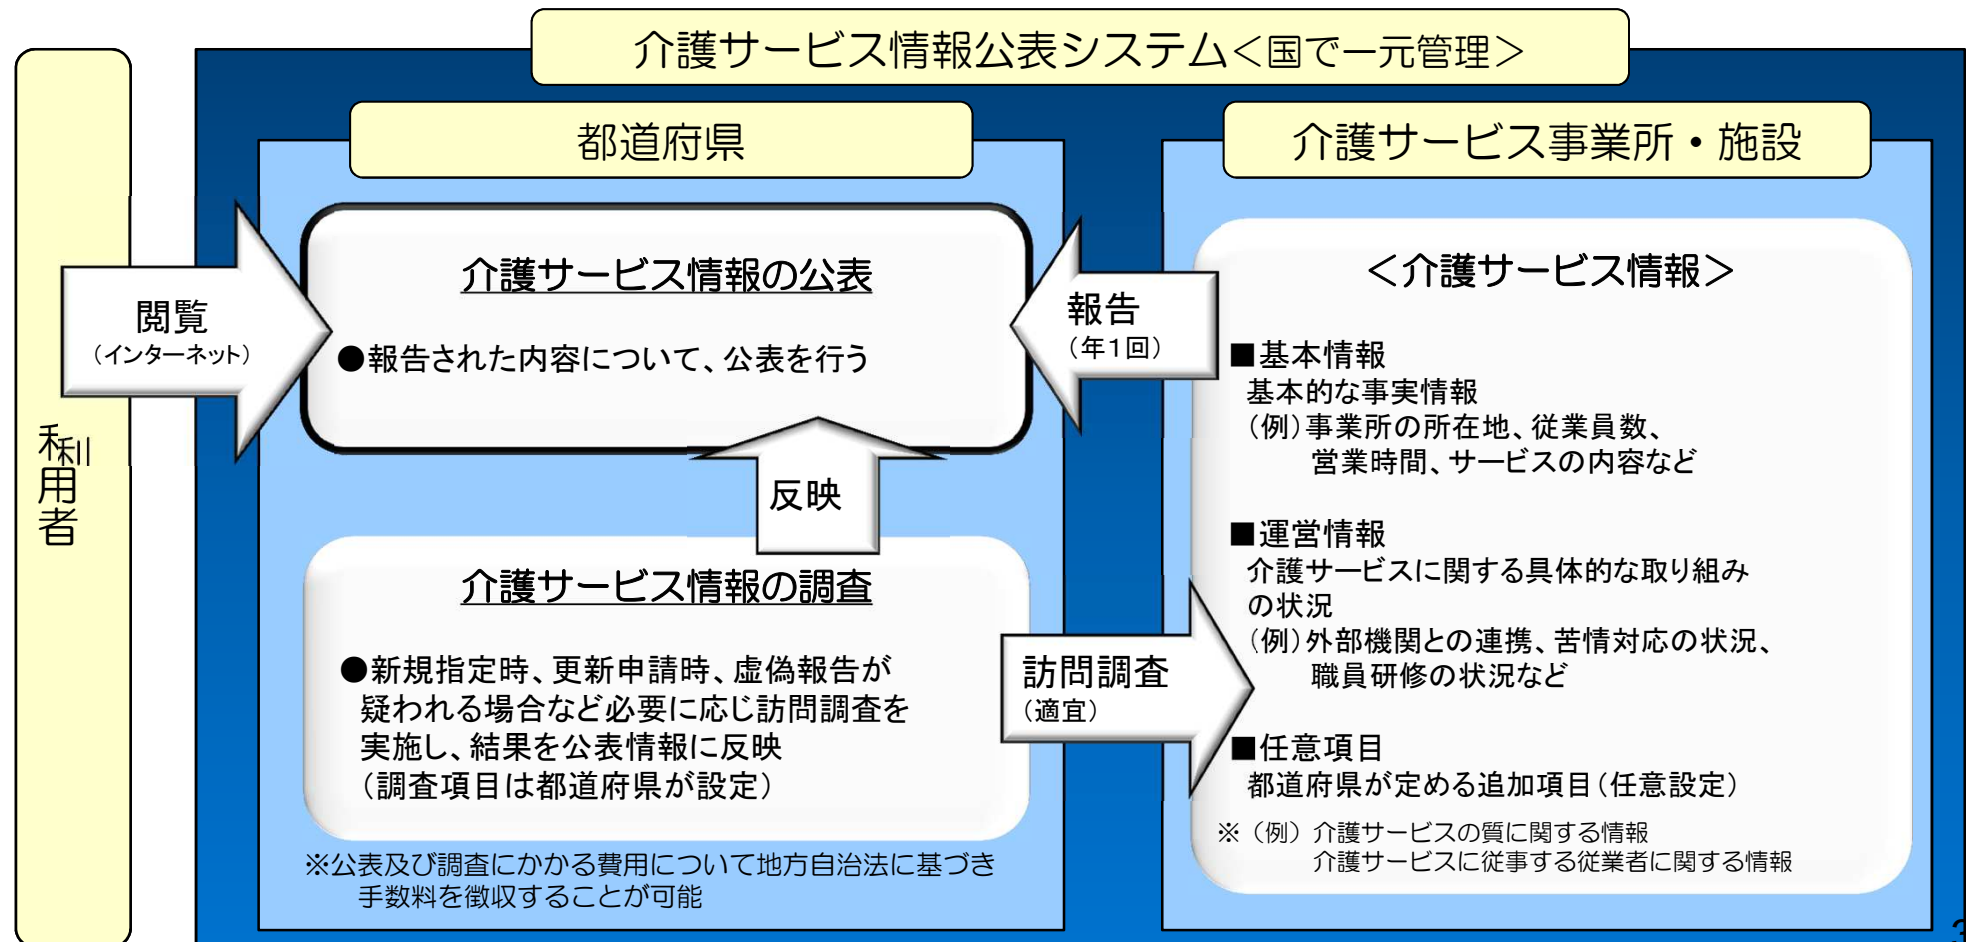 介護サービス情報公表システム＜国で一元管理＞
利用者
都道府県
介護サービス事業所・施設
閲覧
（インターネット）
介護サービス情報の公表
●報告された内容について、公表を行う
報告
（年１回）
反映
介護サービス情報の調査
●新規指定時、更新申請時、虚偽報告が
疑われる場合など必要に応じ訪問調査を
実施し、結果を公表情報に反映
（調査項目は都道府県が設定）
※公表及び調査にかかる費用について地方自治法に基づき
手数料を徴収することが可能
訪問調査
（適宜）
＜介護サービス情報＞
■基本情報
基本的な事実情報
（例）事業所の所在地、従業員数、
営業時間、サービスの内容など
■運営情報
介護サービスに関する具体的な取り組み
の状況
（例）外部機関との連携、苦情対応の状況、
職員研修の状況など
■任意項目
都道府県が定める追加項目（任意設定）
※（例）介護サービスの質に関する情報
介護サービスに従事する従業者に関する情報